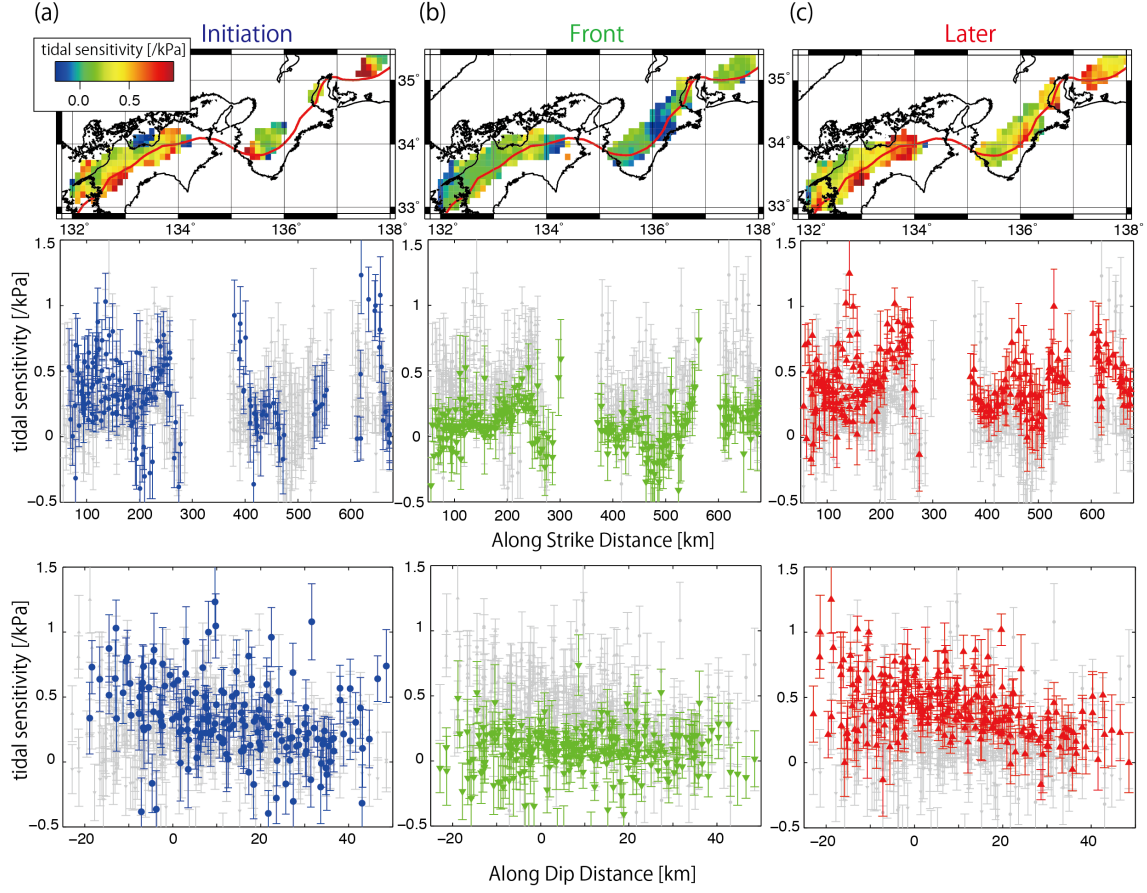 (a) (b) (c)
Initiation Front Later
tidal sensitivity [/kPa]
0.0 0.5
35°
34°
33°
132° 134° 136° 138°
132° 134° 136° 138°
35°
34°
33°
132° 134° 136° 138°
35°
34°
33°
tidal sensitivity [/kPa]
1.5
1
0.5
0
−0.5
100 200 300 400 500 600
1.5
1
0.5
0
−0.5
100 200 300 400 500 600
1.5
1
0.5
0
−0.5
100 200 300 400 500 600
Along Strike Distance [km]
tidal sensitivity [/kPa]
1.5
1
0.5
0
−0.5
−20 0 20 40
1.5
1
0.5
0
−0.5
−20 0 20 40
1.5
1
0.5
0
−0.5
−20 0 20 40
Along Dip Distance [km]